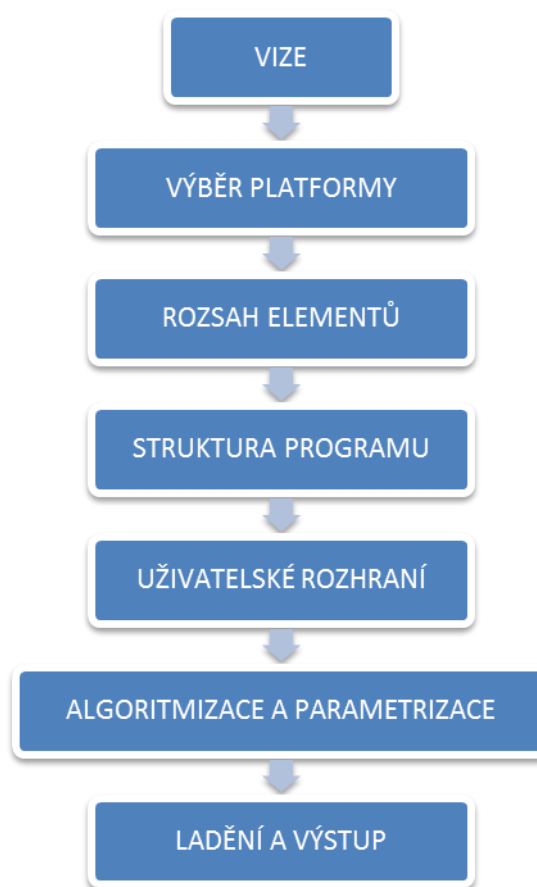 VIZE
VÝBĚR PLATFORMY
ROZSAH ELEMENTŮ
STRUKTURA PROGRAMU
UŽIVATELSKÉ ROZHRANÍ
ALGORITMIZACE A PARAMETRIZACE
LADĚNÍ A VÝSTUP